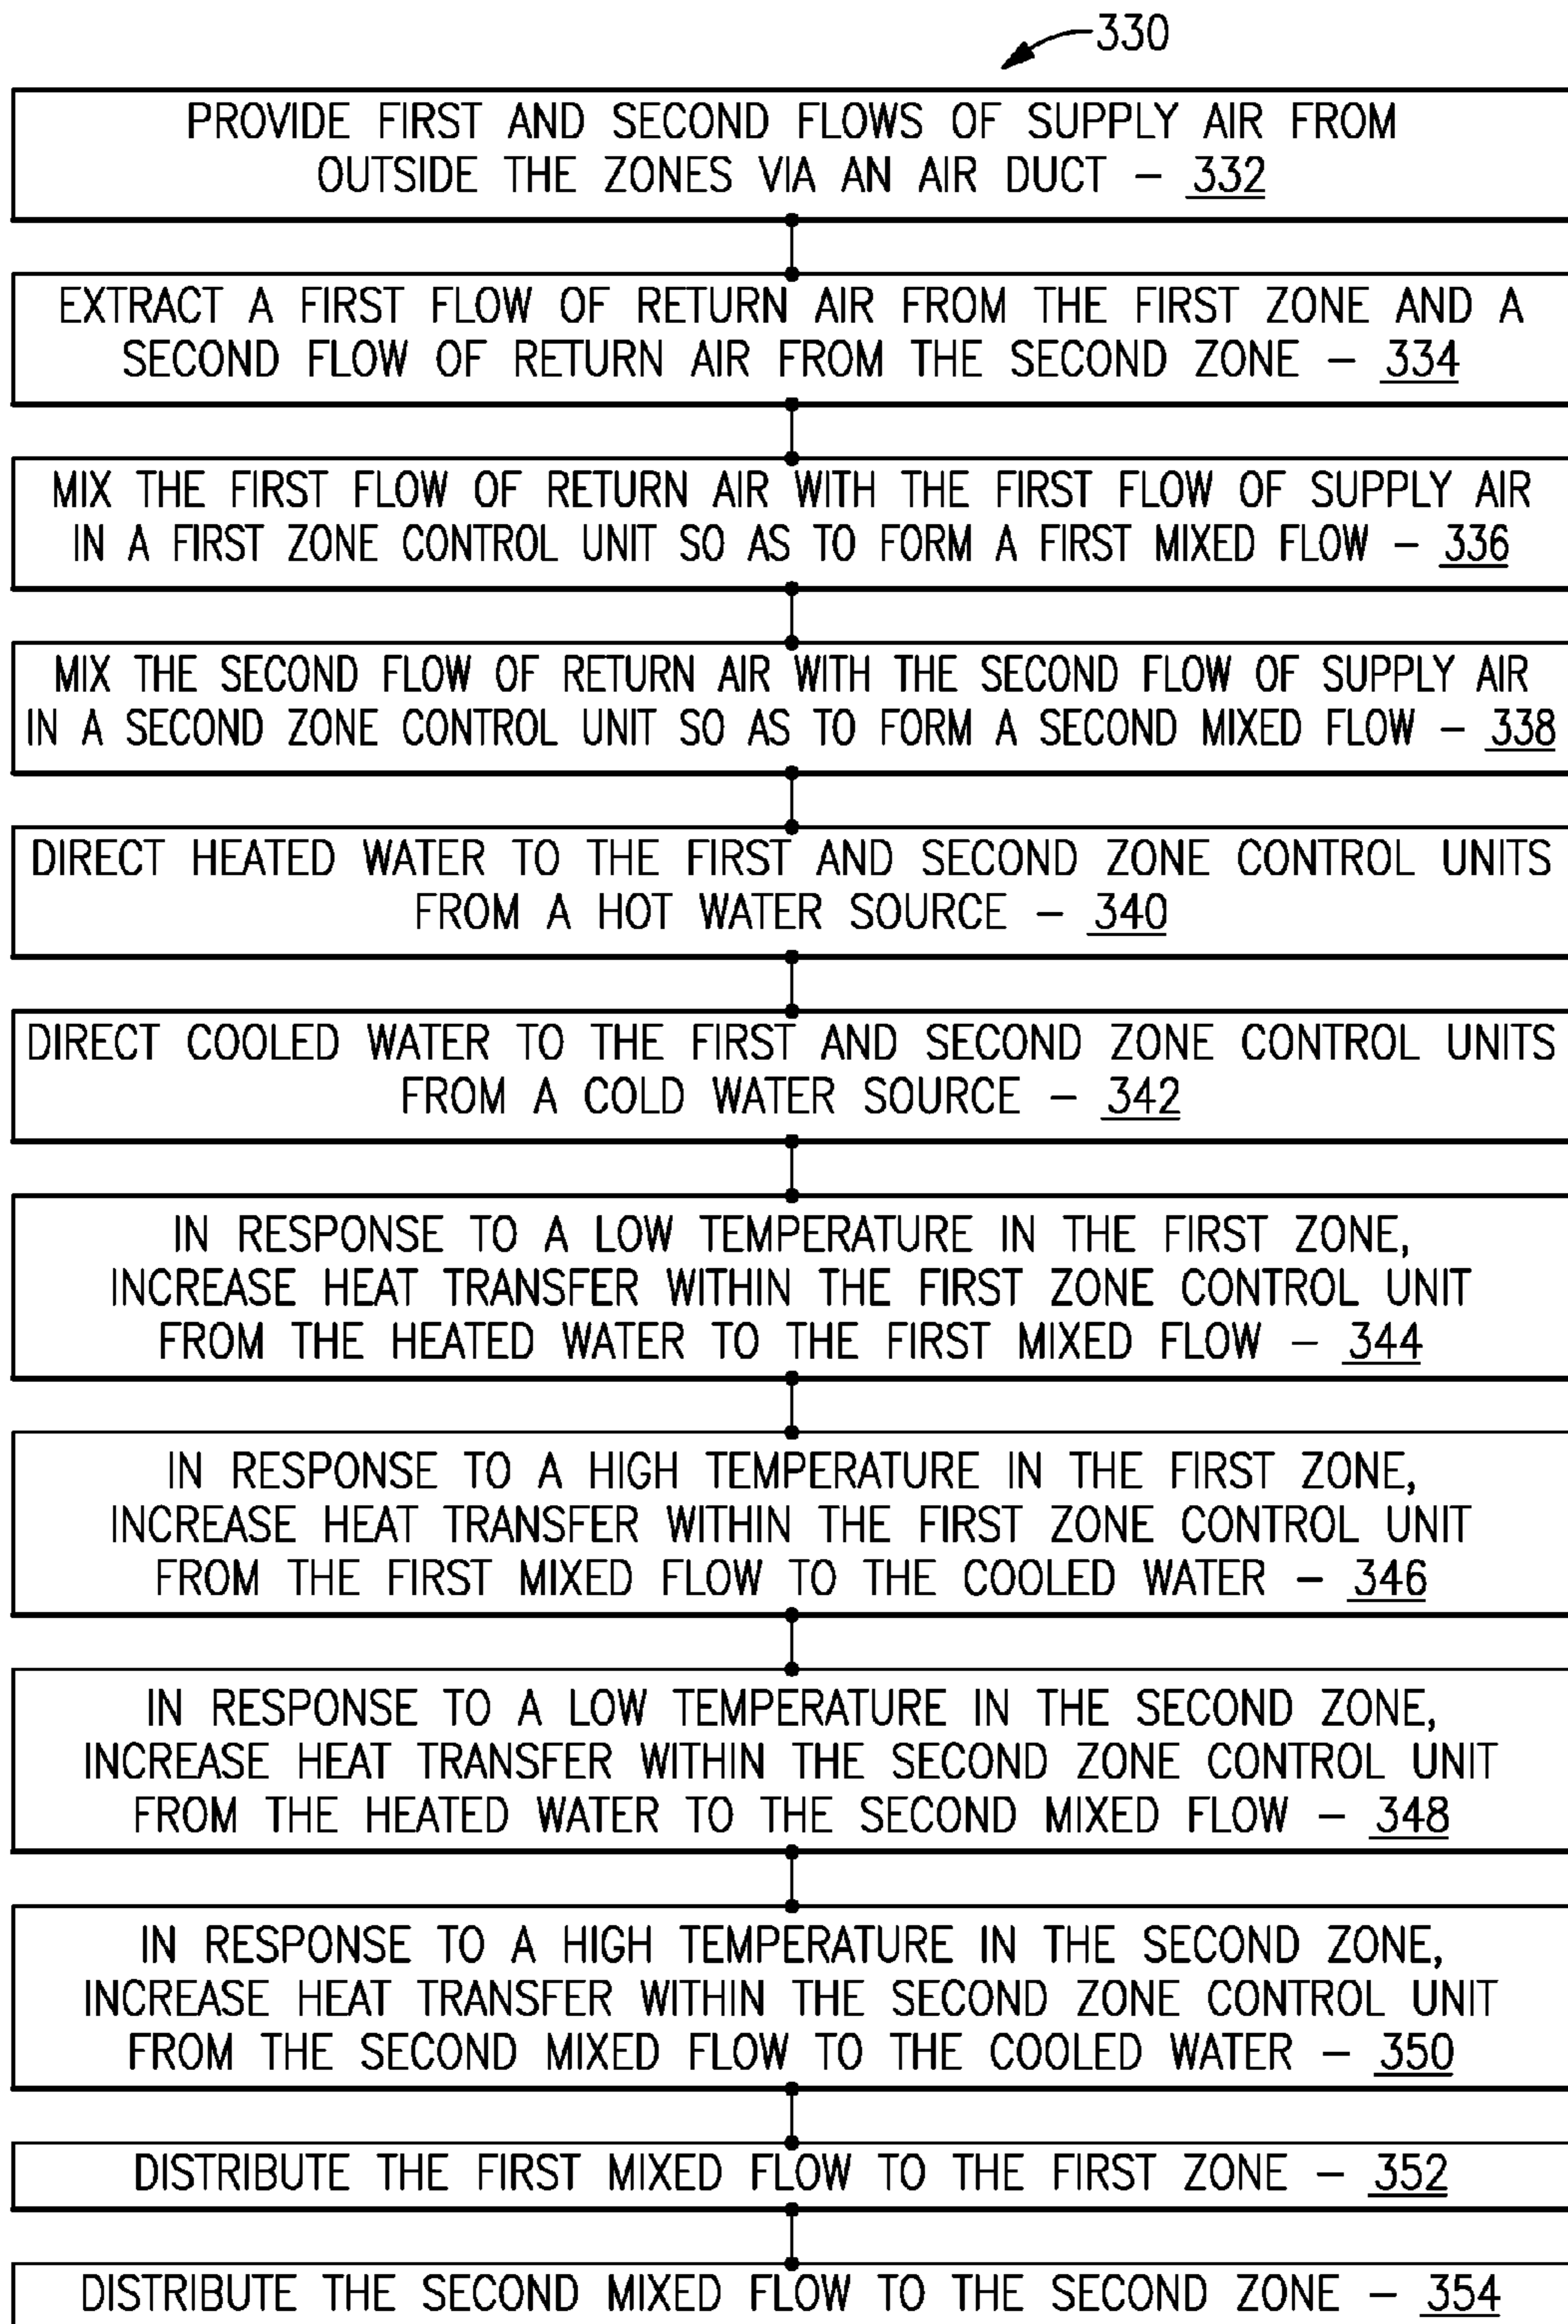 330
PROVIDE FIRST AND SECOND FLOWS OF SUPPLY AIR FROM
OUTSIDE THE ZONES VIA AN AIR DUCT – 332
EXTRACT A FIRST FLOW OF RETURN AIR FROM THE FIRST ZONE AND A
SECOND FLOW OF RETURN AIR FROM THE SECOND ZONE – 334
MIX THE FIRST FLOW OF RETURN AIR WITH THE FIRST FLOW OF SUPPLY AIR
IN A FIRST ZONE CONTROL UNIT SO AS TO FORM A FIRST MIXED FLOW – 336
MIX THE SECOND FLOW OF RETURN AIR WITH THE SECOND FLOW OF SUPPLY AIR
IN A SECOND ZONE CONTROL UNIT SO AS TO FORM A SECOND MIXED FLOW – 338
DIRECT HEATED WATER TO THE FIRST AND SECOND ZONE CONTROL UNITS
FROM A HOT WATER SOURCE – 340
DIRECT COOLED WATER TO THE FIRST AND SECOND ZONE CONTROL UNITS
FROM A COLD WATER SOURCE – 342
IN RESPONSE TO A LOW TEMPERATURE IN THE FIRST ZONE,
INCREASE HEAT TRANSFER WITHIN THE FIRST ZONE CONTROL UNIT
FROM THE HEATED WATER TO THE FIRST MIXED FLOW – 344
IN RESPONSE TO A HIGH TEMPERATURE IN THE FIRST ZONE,
INCREASE HEAT TRANSFER WITHIN THE FIRST ZONE CONTROL UNIT
FROM THE FIRST MIXED FLOW TO THE COOLED WATER – 346
IN RESPONSE TO A LOW TEMPERATURE IN THE SECOND ZONE,
INCREASE HEAT TRANSFER WITHIN THE SECOND ZONE CONTROL UNIT
FROM THE HEATED WATER TO THE SECOND MIXED FLOW – 348
IN RESPONSE TO A HIGH TEMPERATURE IN THE SECOND ZONE,
INCREASE HEAT TRANSFER WITHIN THE SECOND ZONE CONTROL UNIT
FROM THE SECOND MIXED FLOW TO THE COOLED WATER – 350
DISTRIBUTE THE FIRST MIXED FLOW TO THE FIRST ZONE – 352
DISTRIBUTE THE SECOND MIXED FLOW TO THE SECOND ZONE – 354